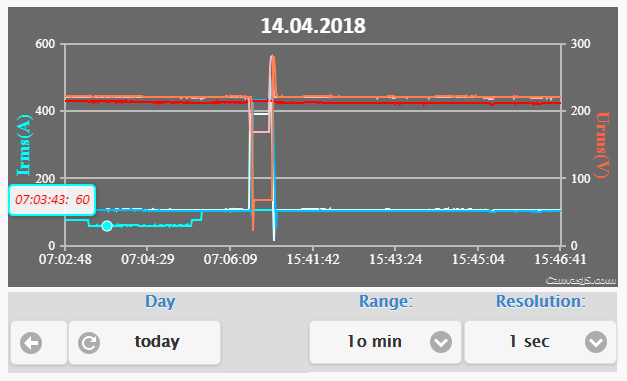 14.04.2018
600
400
200
0
300
200
100
0
Irms(A)
Urms(V)
07:03:43: 60
07:02:48 07:04:29 07:06:09 15:41:42 15:43:24 15:45:04 15:46:41
CanvasJS.com
Day Range: Resolution:
today 1o min 1 sec